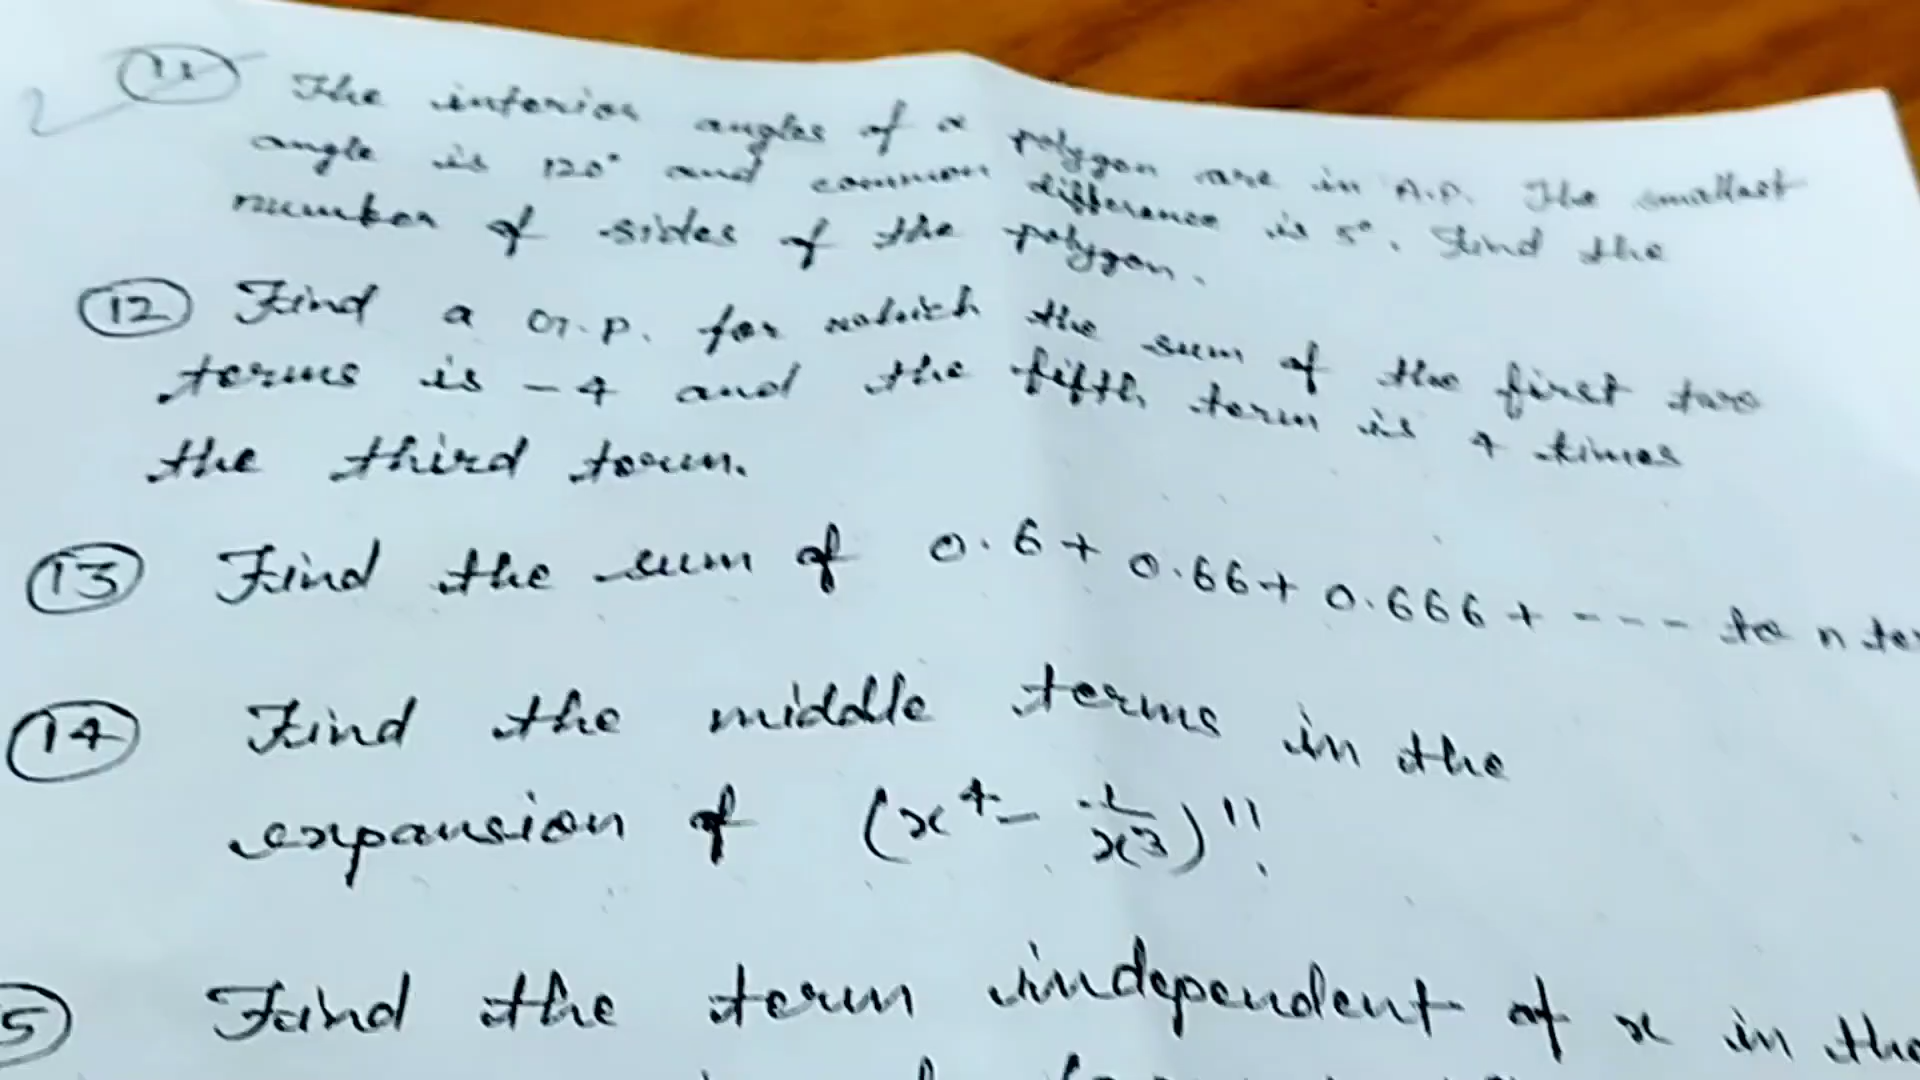 11 The interior angles of a polygon are in A.P. The smallest
angle is 120° and common difference is 5°. Find the
number of sides of the polygon.
12 Find a G.P. for which the sum of the first two
terms is -4 and the fifth term is 4 times
the third term.
13 Find the sum of 0.6 + 0.66 + 0.666 + --- to n te
14 Find the middle terms in the
expansion of (x⁴ - 1/x³)¹¹.
5 Find the term independent of x in the